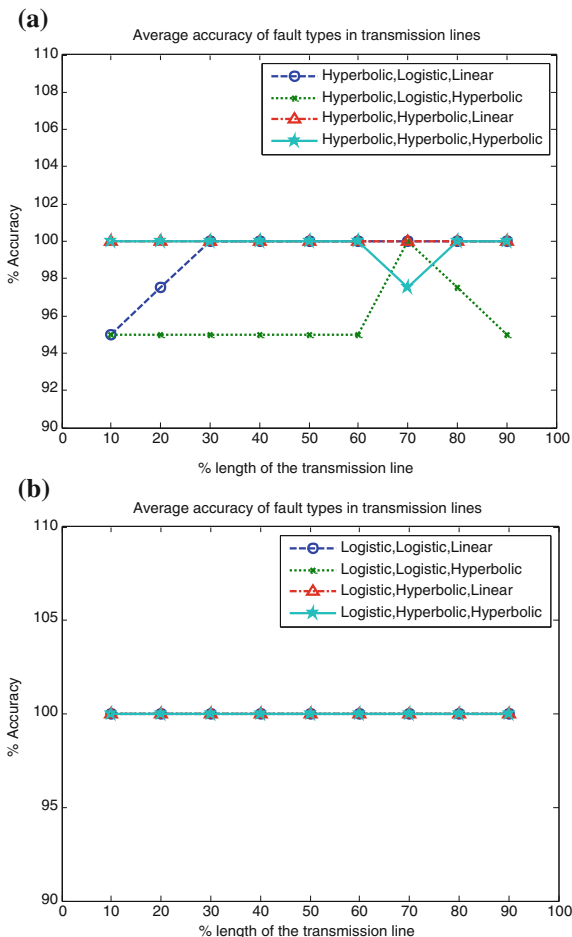 (a)
Average accuracy of fault types in transmission lines
110
108
106
104
102
100
98
96
94
92
90
% Accuracy
Hyperbolic,Logistic,Linear
Hyperbolic,Logistic,Hyperbolic
Hyperbolic,Hyperbolic,Linear
Hyperbolic,Hyperbolic,Hyperbolic
0 10 20 30 40 50 60 70 80 90 100
% length of the transmission line
(b)
Average accuracy of fault types in transmission lines
110
105
100
95
90
% Accuracy
Logistic,Logistic,Linear
Logistic,Logistic,Hyperbolic
Logistic,Hyperbolic,Linear
Logistic,Hyperbolic,Hyperbolic
0 10 20 30 40 50 60 70 80 90 100
% length of the transmission line